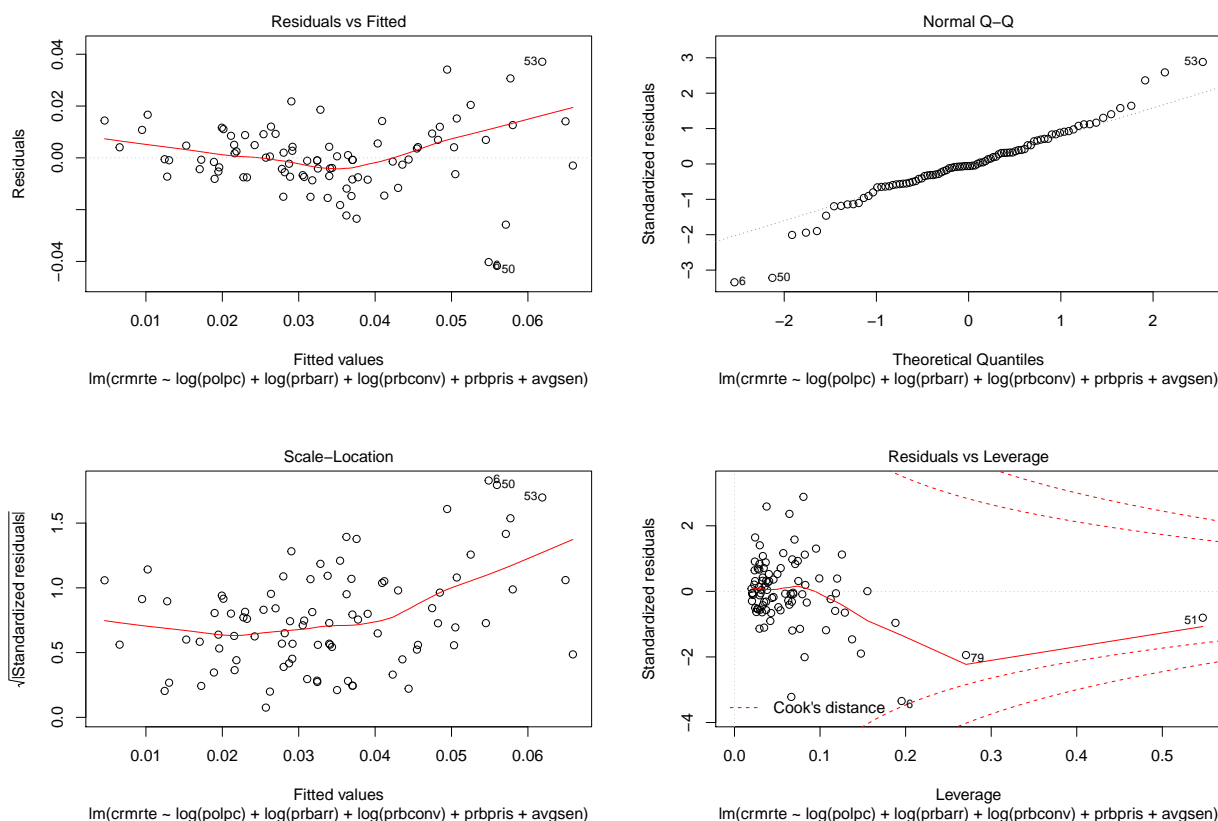 Residuals vs Fitted
Residuals
0.04
0.02
0.00
−0.04
53
6
50
0.01 0.02 0.03 0.04 0.05 0.06
Fitted values
lm(crmrte ~ log(polpc) + log(prbarr) + log(prbconv) + prbpris + avgsen)
Normal Q−Q
Standardized residuals
3
2
1
0
−1
−2
−3
53
50
6
−2 −1 0 1 2
Theoretical Quantiles
lm(crmrte ~ log(polpc) + log(prbarr) + log(prbconv) + prbpris + avgsen)
Scale−Location
√|Standardized residuals|
1.5
1.0
0.5
0.0
6
50
53
0.01 0.02 0.03 0.04 0.05 0.06
Fitted values
lm(crmrte ~ log(polpc) + log(prbarr) + log(prbconv) + prbpris + avgsen)
Residuals vs Leverage
Standardized residuals
2
0
−2
−4
51
79
6
Cook's distance
0.0 0.1 0.2 0.3 0.4 0.5
Leverage
lm(crmrte ~ log(polpc) + log(prbarr) + log(prbconv) + prbpris + avgsen)